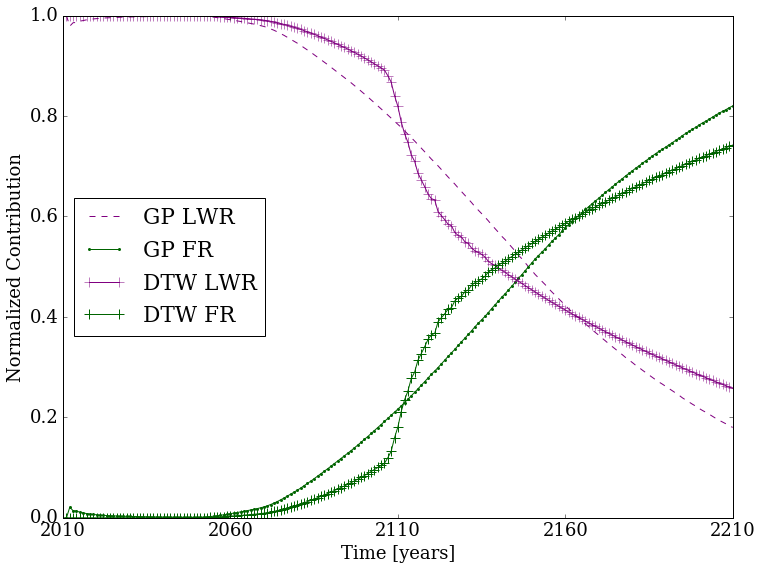 1.0
0.8
0.6
0.4
0.2
0.0
Normalized Contribution
GP LWR
GP FR
DTW LWR
DTW FR
2010 2060 2110 2160 2210
Time [years]